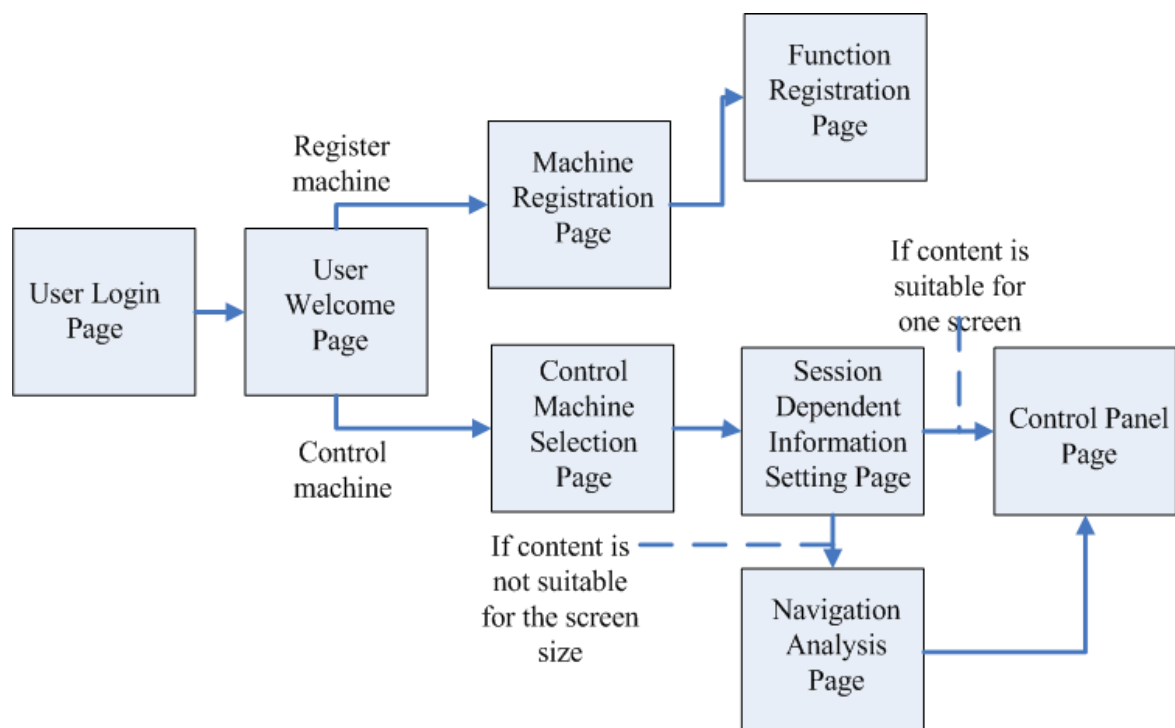 Function
Registration
Page
Register
machine
Machine
Registration
Page
User Login
Page
User
Welcome
Page
If content is
suitable for
one screen
Control
machine
Control
Machine
Selection
Page
Session
Dependent
Information
Setting Page
Control Panel
Page
If content is
not suitable
for the screen
size
Navigation
Analysis
Page